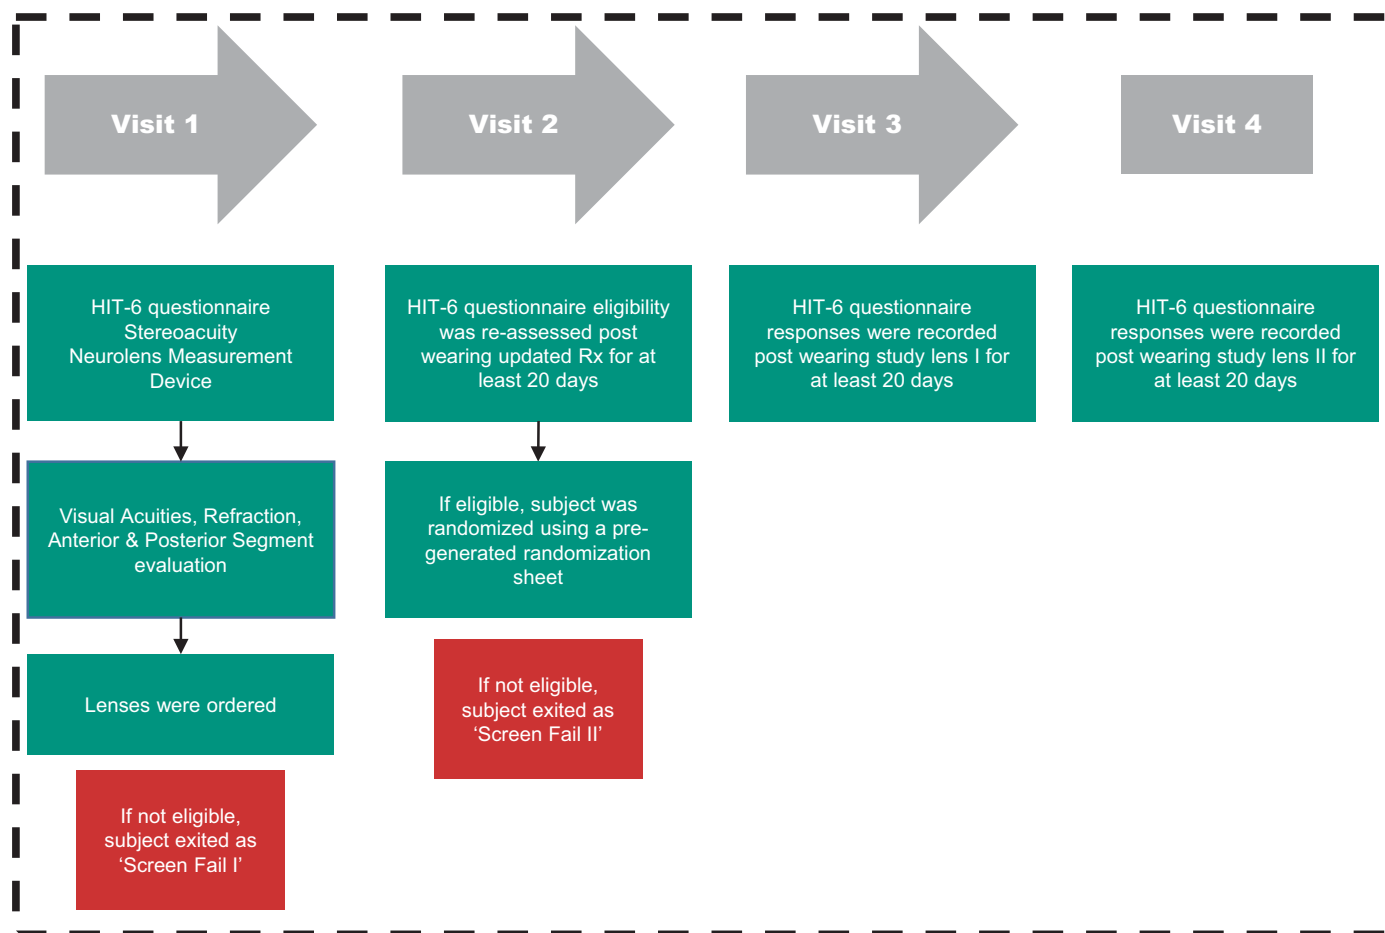 Visit 1
Visit 2
Visit 3
Visit 4
HIT-6 questionnaire
Stereoacuity
Neurolens Measurement
Device
Visual Acuities, Refraction,
Anterior & Posterior Segment
evaluation
Lenses were ordered
If not eligible,
subject exited as
‘Screen Fail I’
HIT-6 questionnaire eligibility
was re-assessed post
wearing updated Rx for at
least 20 days
If eligible, subject was
randomized using a pre-
generated randomization
sheet
If not eligible,
subject exited as
‘Screen Fail II’
HIT-6 questionnaire
responses were recorded
post wearing study lens I for
at least 20 days
HIT-6 questionnaire
responses were recorded
post wearing study lens II for
at least 20 days